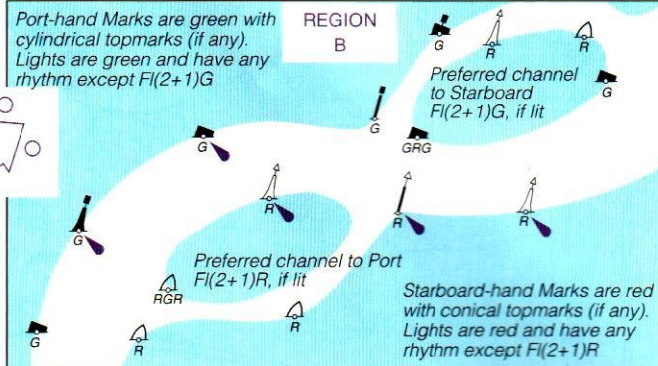 Port-hand Marks are green with
cylindrical topmarks (if any).
Lights are green and have any
rhythm except Fl(2+1)G
REGION
B
G
R
R
Preferred channel
to Starboard
Fl(2+1)G, if lit
G
G
GRG
G
R
R
R
G
Preferred channel to Port
Fl(2+1)R, if lit
RGR
R
G
R
Starboard-hand Marks are red
with conical topmarks (if any).
Lights are red and have any
rhythm except Fl(2+1)R